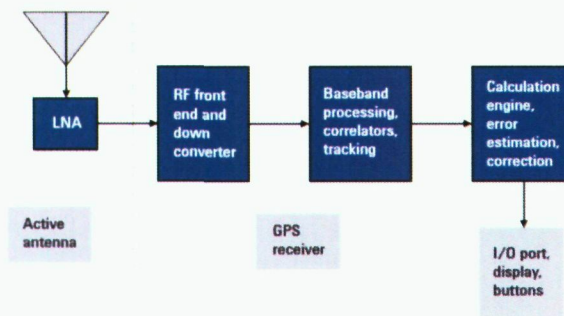 LNA
RF front
end and
down
converter
Baseband
processing,
correlators,
tracking
Calculation
engine,
error
estimation,
correction
Active
antenna
GPS
receiver
I/O port,
display,
buttons